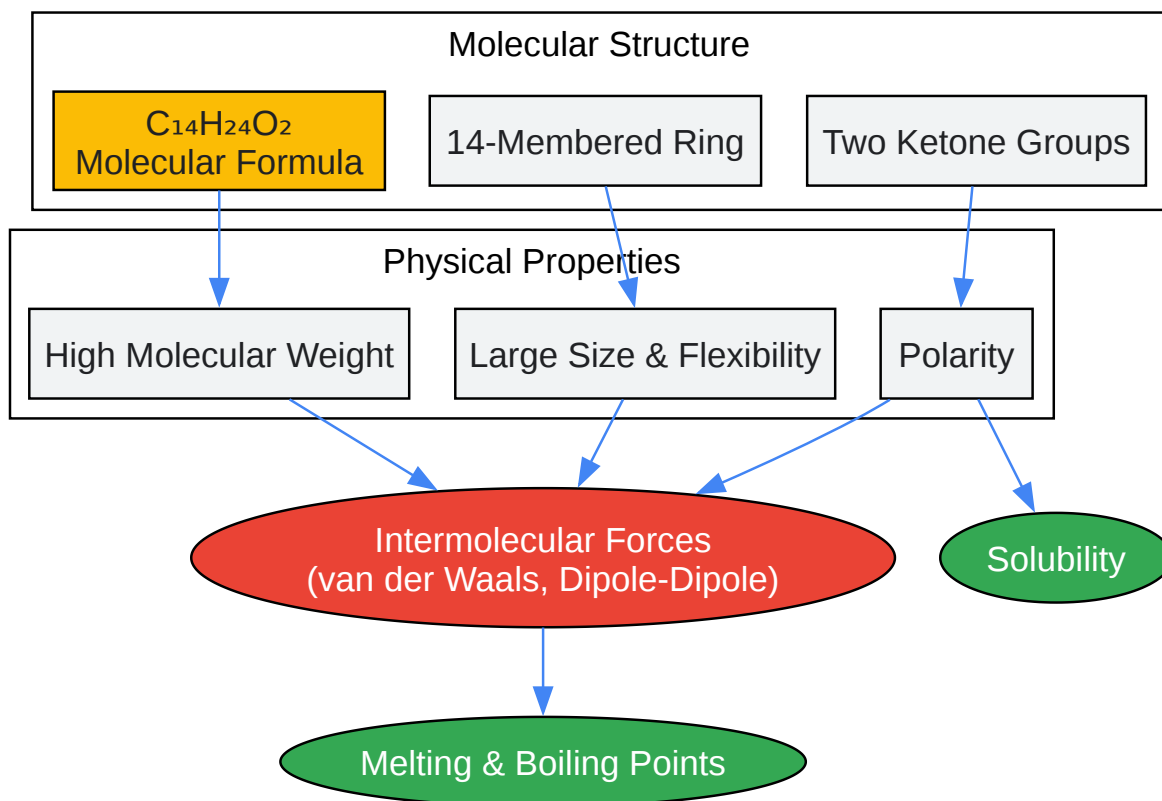 Molecular Structure
C₁₄H₂₄O₂
Molecular Formula
14-Membered Ring
Two Ketone Groups
Physical Properties
High Molecular Weight
Large Size & Flexibility
Polarity
Intermolecular Forces
(van der Waals, Dipole-Dipole)
Solubility
Melting & Boiling Points